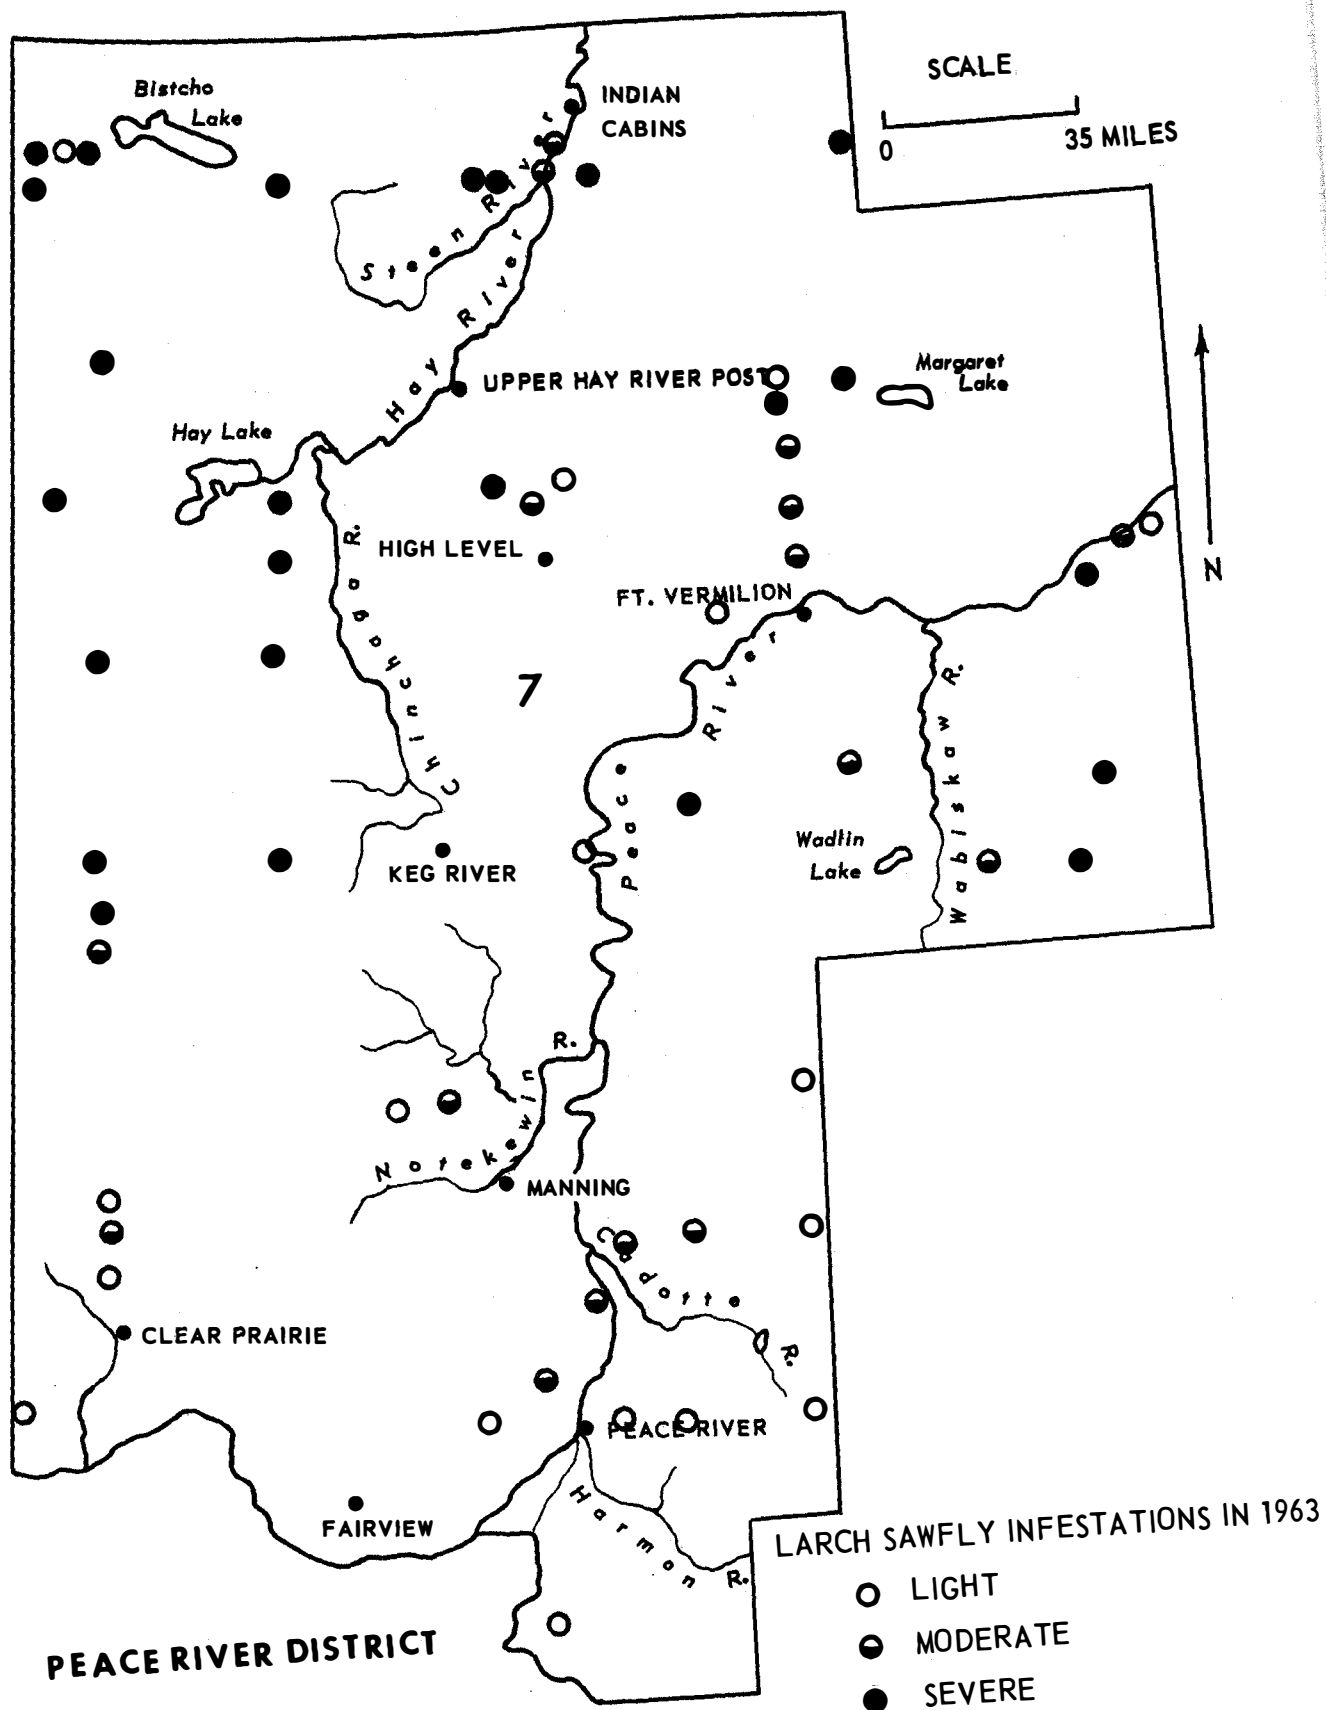 Bistcho
Lake
INDIAN
CABINS
SCALE
0 35 MILES
Steen River
Hay River
UPPER HAY RIVER POST
Margaret
Lake
Hay Lake
HIGH LEVEL
Chinchaga R.
FT. VERMILION
N
7
Peace River
Wabiskaw R.
Wadlin
Lake
KEG RIVER
Notekewin R.
MANNING
Cadotte R.
CLEAR PRAIRIE
PEACE RIVER
FAIRVIEW
Harmon R.
LARCH SAWFLY INFESTATIONS IN 1963
LIGHT
MODERATE
SEVERE
PEACE RIVER DISTRICT